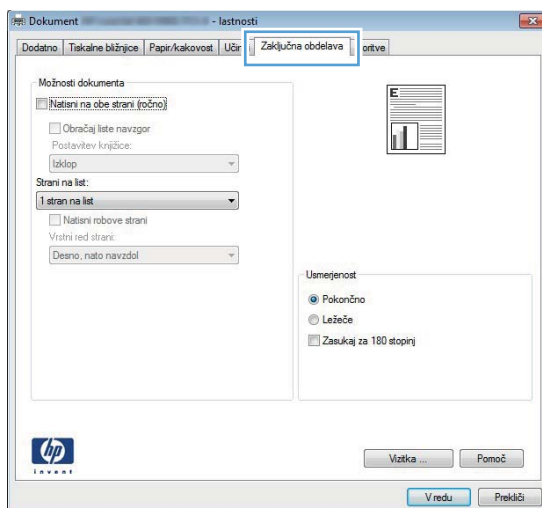 Dokument - lastnosti
Dodatno Tiskalne bližnjice Papir/kakovost Zaključna obdelava
Možnosti dokumenta
Natisni na obe strani (ročno)
Obračaj liste navzgor
Postavitev knjižice:
Izklop
Strani na list:
1 stran na list
Natisni robove strani
Vrstni red strani:
Desno, nato navzdol
E
Usmerjenost
Pokončno
Ležeče
Zasukaj za 180 stopinj
hp
invent
Vizitka ... Pomoč
V redu Prekliči